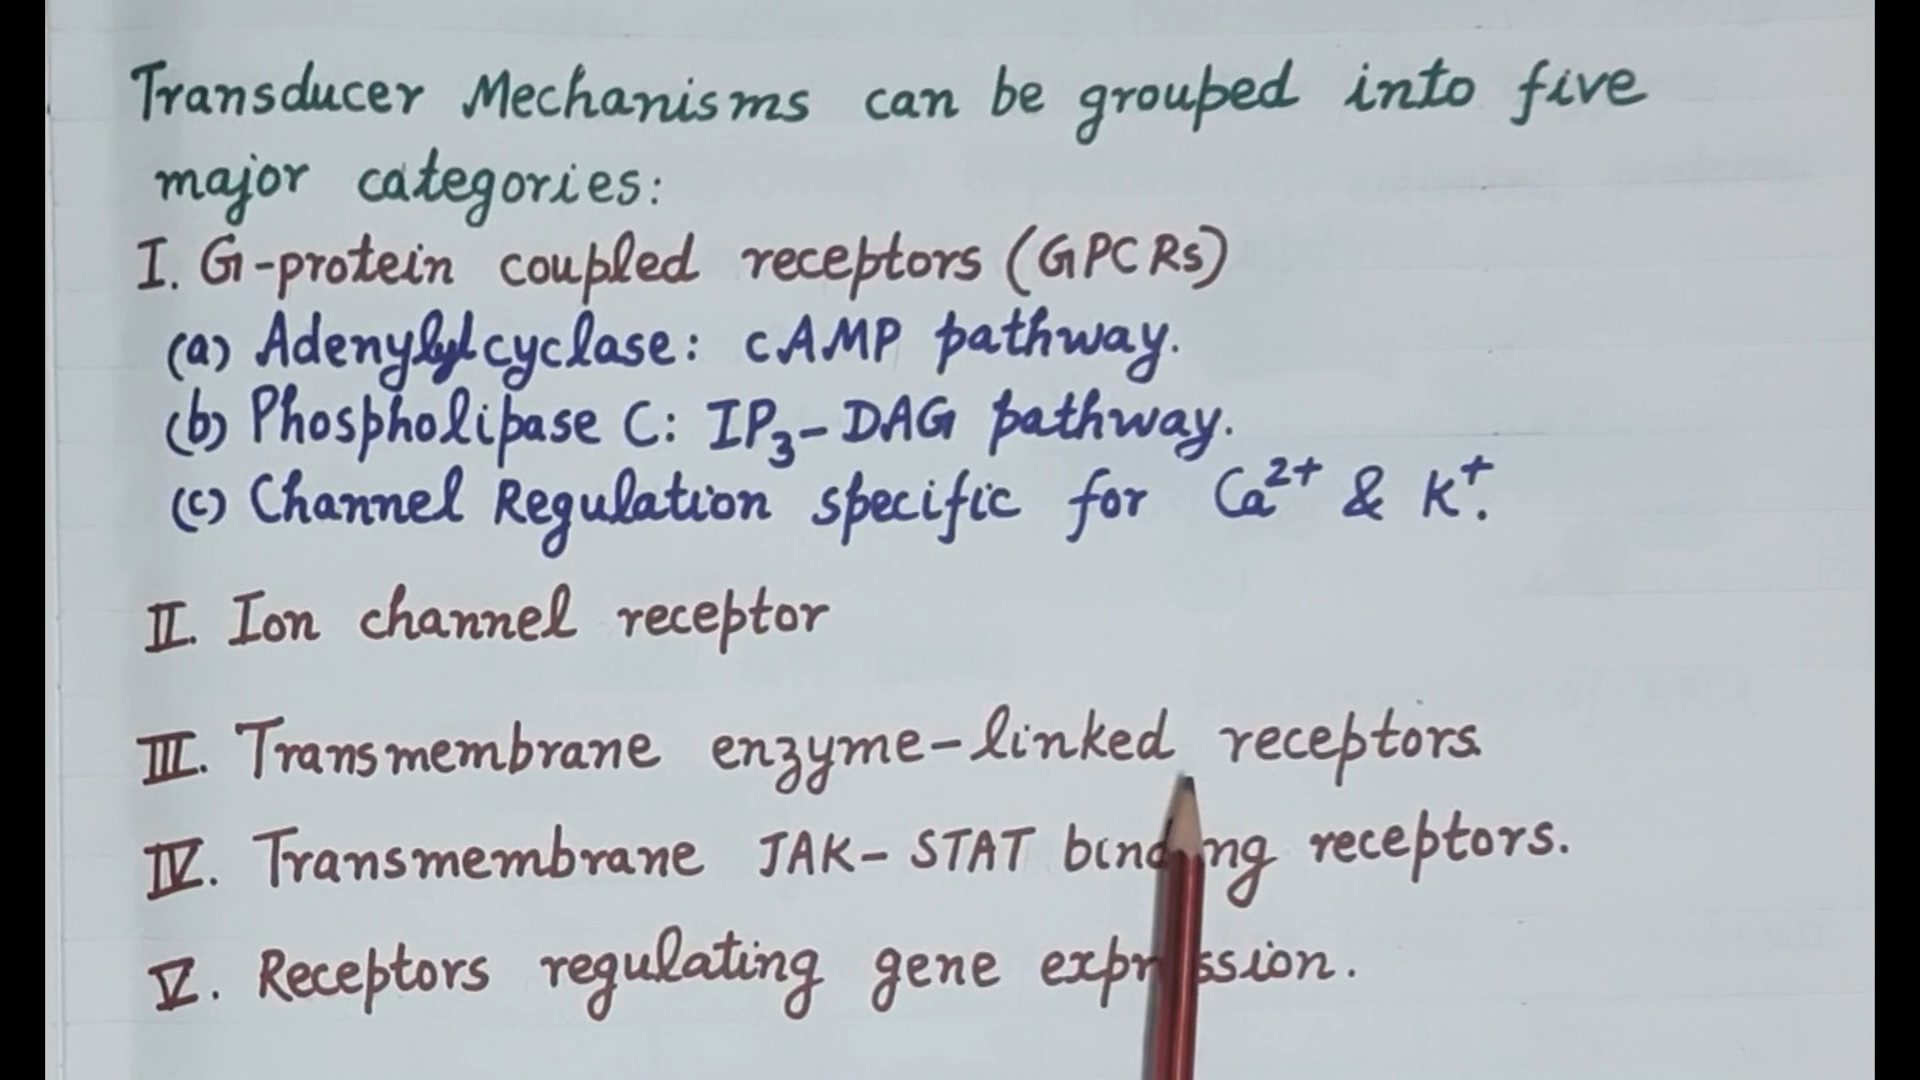 Transducer Mechanisms can be grouped into five
major categories:
I. G-protein coupled receptors (GPCRs)
(a) Adenylyl cyclase: cAMP pathway.
(b) Phospholipase C: IP₃-DAG pathway.
(c) Channel Regulation specific for Ca²⁺ & K⁺.
II. Ion channel receptor
III. Transmembrane enzyme-linked receptors
IV. Transmembrane JAK-STAT binding receptors.
V. Receptors regulating gene expression.